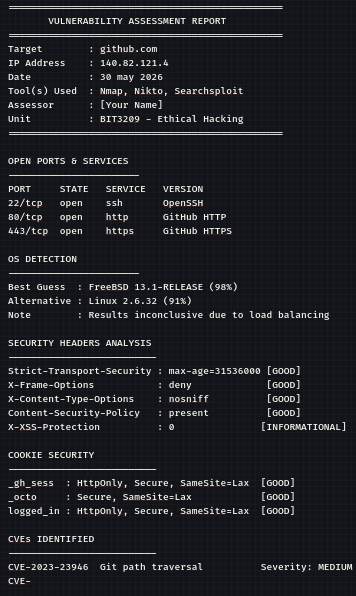 VULNERABILITY ASSESSMENT REPORT
Target : github.com
IP Address : 140.82.121.4
Date : 30 may 2026
Tool(s) Used : Nmap, Nikto, Searchsploit
Assessor : [Your Name]
Unit : BIT3209 - Ethical Hacking
OPEN PORTS & SERVICES
PORT STATE SERVICE VERSION
22/tcp open ssh OpenSSH
80/tcp open http GitHub HTTP
443/tcp open https GitHub HTTPS
OS DETECTION
Best Guess : FreeBSD 13.1-RELEASE (98%)
Alternative : Linux 2.6.32 (91%)
Note : Results inconclusive due to load balancing
SECURITY HEADERS ANALYSIS
Strict-Transport-Security : max-age=31536000 [GOOD]
X-Frame-Options : deny [GOOD]
X-Content-Type-Options : nosniff [GOOD]
Content-Security-Policy : present [GOOD]
X-XSS-Protection : 0 [INFORMATIONAL]
COOKIE SECURITY
_gh_sess : HttpOnly, Secure, SameSite=Lax [GOOD]
_octo : Secure, SameSite=Lax [GOOD]
logged_in : HttpOnly, Secure, SameSite=Lax [GOOD]
CVEs IDENTIFIED
CVE-2023-23946 Git path traversal Severity: MEDIUM
CVE-